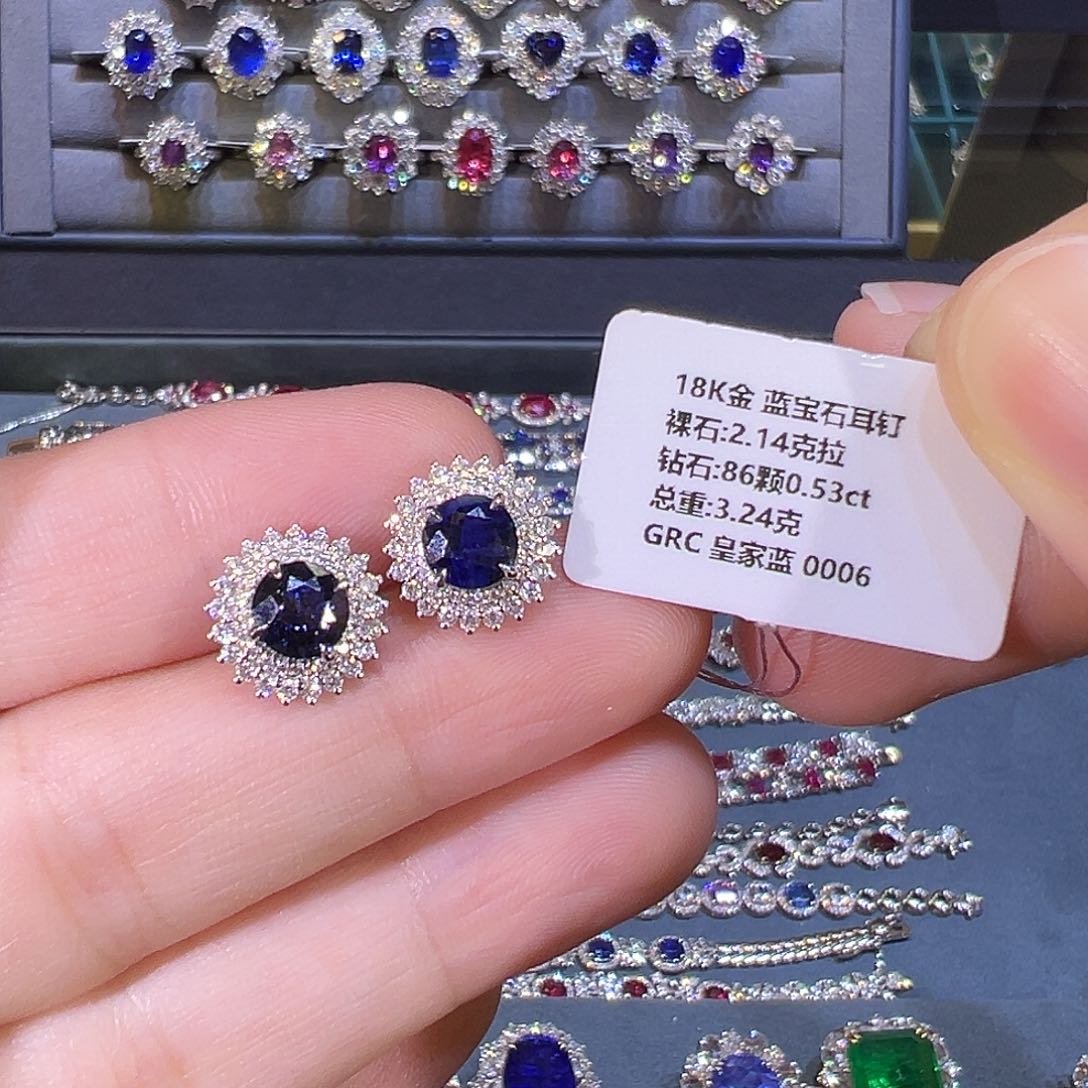 18K金 蓝宝石耳钉
裸石:2.14克拉
钻石:86颗0.53ct
总重:3.24克
GRC 皇家蓝 0006